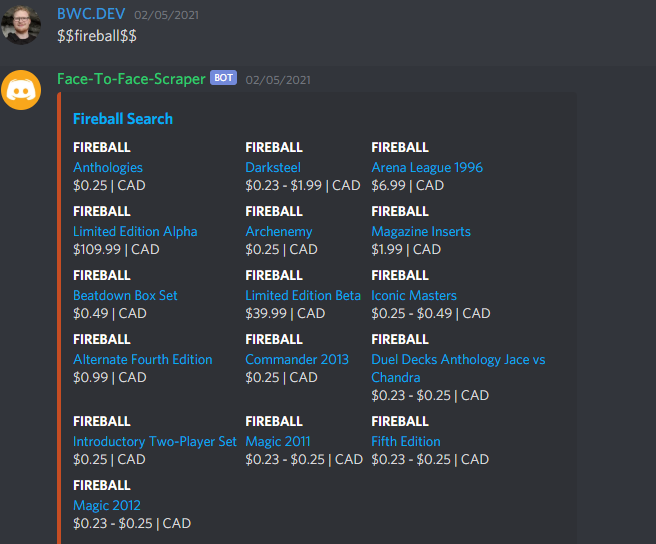 BWC.DEV 02/05/2021
$$fireball$$
Face-To-Face-Scraper BOT 02/05/2021
Fireball Search
FIREBALL FIREBALL FIREBALL
Anthologies Darksteel Arena League 1996
$0.25 | CAD $0.23 - $1.99 | CAD $6.99 | CAD
FIREBALL FIREBALL FIREBALL
Limited Edition Alpha Archenemy Magazine Inserts
$109.99 | CAD $0.25 | CAD $1.99 | CAD
FIREBALL FIREBALL FIREBALL
Beatdown Box Set Limited Edition Beta Iconic Masters
$0.49 | CAD $39.99 | CAD $0.25 - $0.49 | CAD
FIREBALL FIREBALL FIREBALL
Alternate Fourth Edition Commander 2013 Duel Decks Anthology Jace vs
Chandra
$0.99 | CAD $0.25 | CAD
$0.23 - $0.25 | CAD
FIREBALL FIREBALL FIREBALL
Introductory Two-Player Set Magic 2011 Fifth Edition
$0.25 | CAD $0.23 - $0.25 | CAD $0.23 - $0.25 | CAD
FIREBALL
Magic 2012
$0.23 - $0.25 | CAD